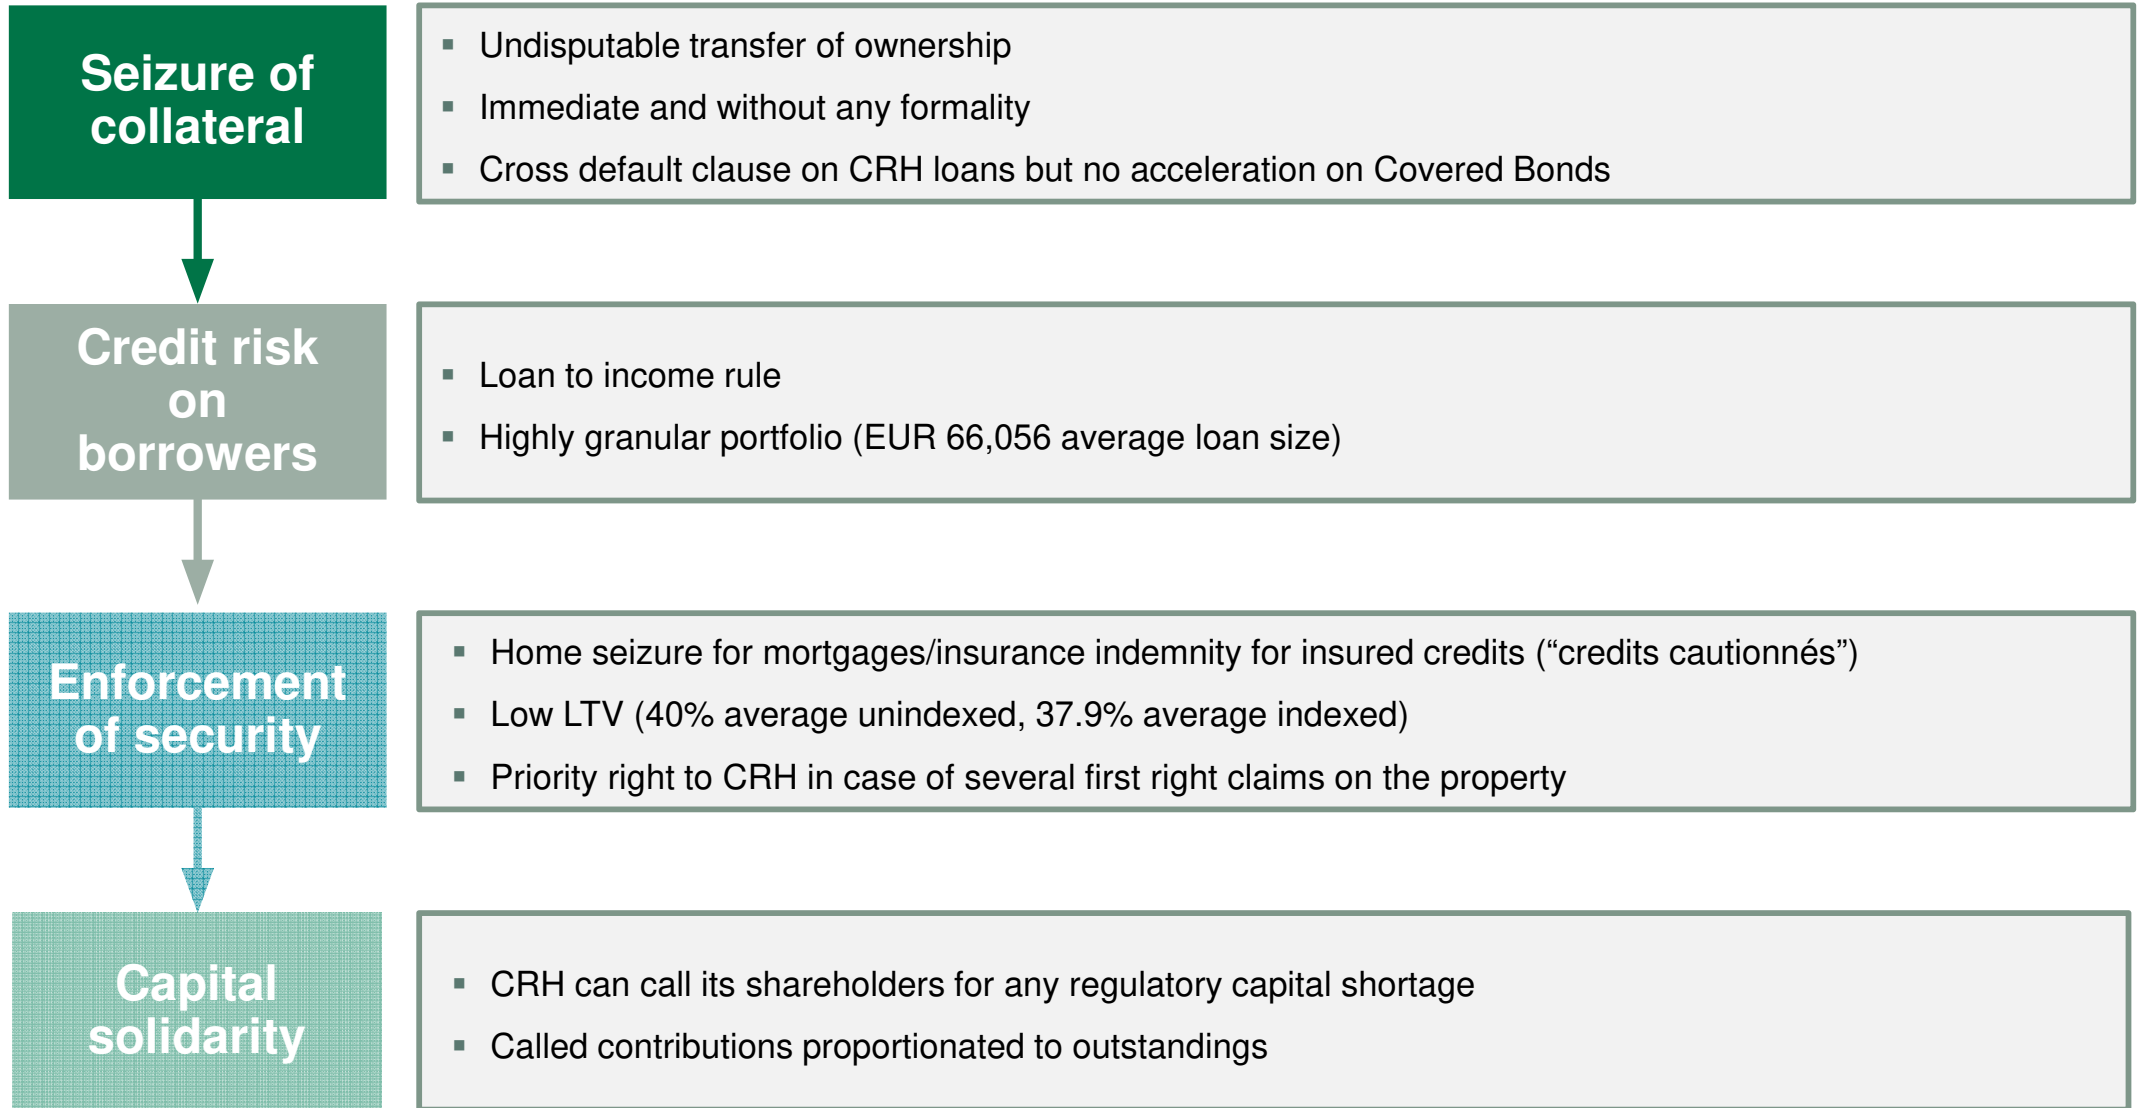 Seizure of
collateral
Undisputable transfer of ownership
Immediate and without any formality
Cross default clause on CRH loans but no acceleration on Covered Bonds
Credit risk
on
borrowers
Loan to income rule
Highly granular portfolio (EUR 66,056 average loan size)
Enforcement
of security
Home seizure for mortgages/insurance indemnity for insured credits (“credits cautionnés”)
Low LTV (40% average unindexed, 37.9% average indexed)
Priority right to CRH in case of several first right claims on the property
Capital
solidarity
CRH can call its shareholders for any regulatory capital shortage
Called contributions proportionated to outstandings